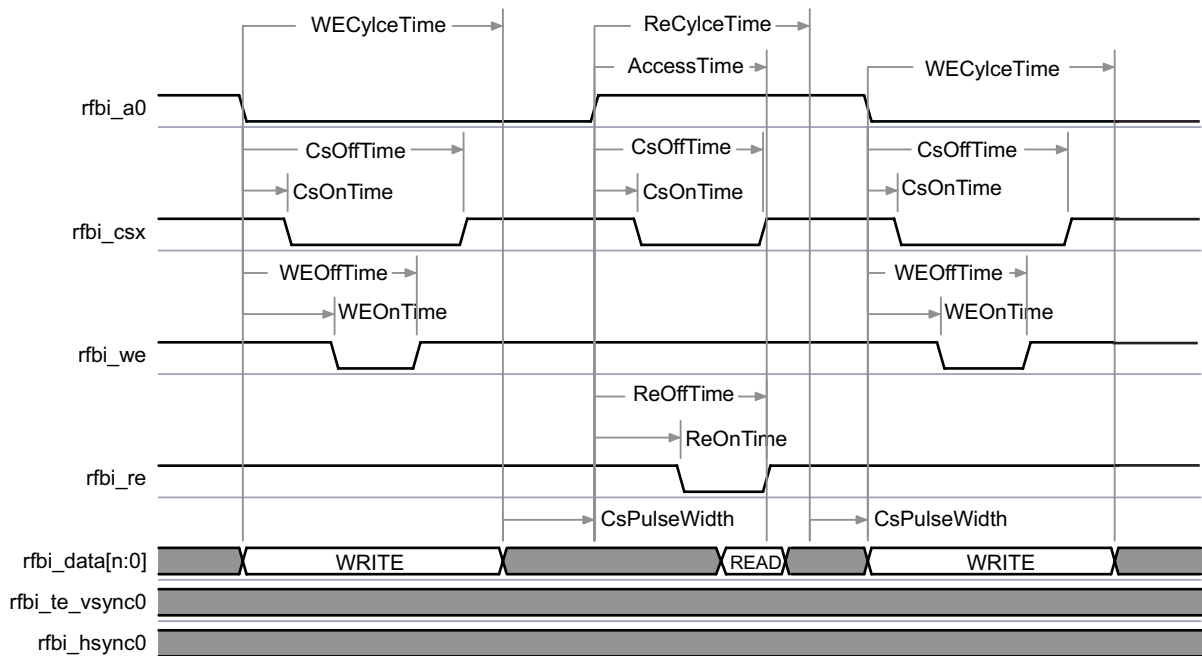 WECylceTime
ReCylceTime
AccessTime
WECylceTime
rfbi_a0
CsOffTime
CsOffTime
CsOffTime
CsOnTime
CsOnTime
CsOnTime
rfbi_csx
WEOffTime
WEOffTime
WEOnTime
WEOnTime
rfbi_we
ReOffTime
ReOnTime
rfbi_re
CsPulseWidth
CsPulseWidth
rfbi_data[n:0]
WRITE
READ
WRITE
rfbi_te_vsync0
rfbi_hsync0